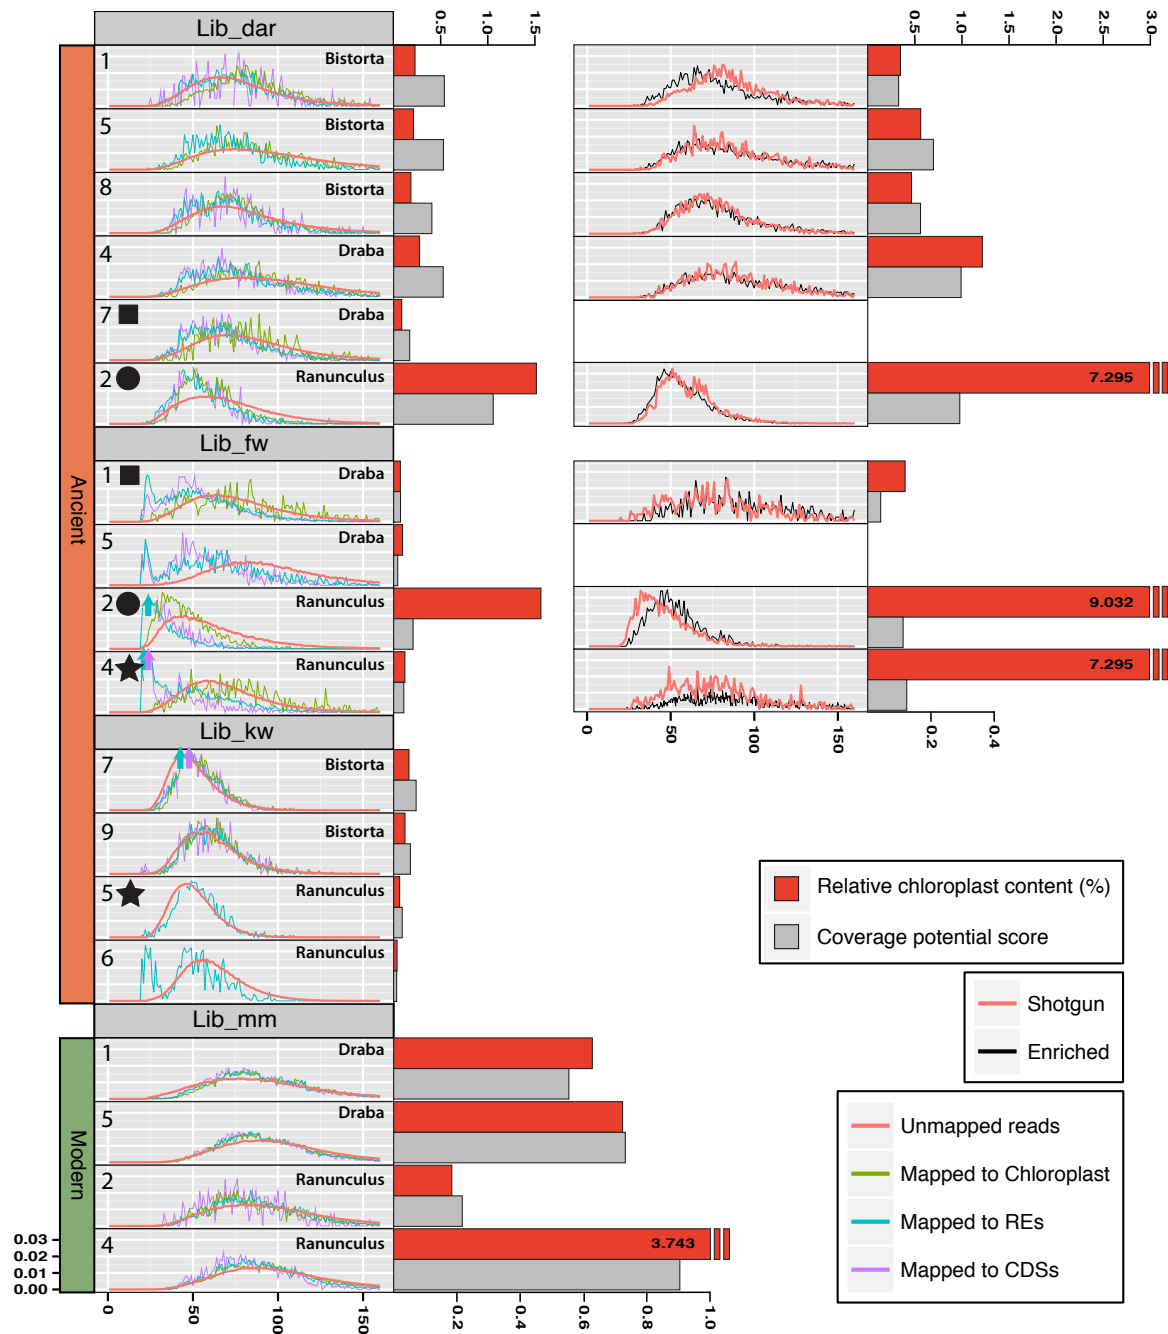 0.5
1.0
1.5
0.5
1.0
1.5
2.0
2.5
3.0
Lib_dar
1 Bistorta
5 Bistorta
8 Bistorta
4 Draba
7 Draba
2 Ranunculus
7.295
Lib_fw
Ancient
1 Draba
5 Draba
2 Ranunculus
9.032
4 Ranunculus
7.295
0
50
100
150
0.2
0.4
Lib_kw
7 Bistorta
9 Bistorta
5 Ranunculus
6 Ranunculus
Relative chloroplast content (%)
Coverage potential score
Shotgun
Enriched
Lib_mm
Modern
1 Draba
5 Draba
2 Ranunculus
4 Ranunculus
3.743
Unmapped reads
Mapped to Chloroplast
Mapped to REs
Mapped to CDSs
0.03
0.02
0.01
0.00
0
50
100
150
0.2
0.4
0.6
0.8
1.0